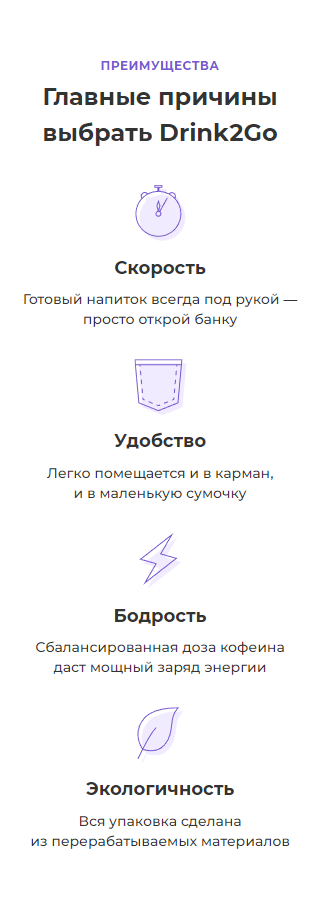 ПРЕИМУЩЕСТВА
Главные причины
выбрать Drink2Go
Скорость
Готовый напиток всегда под рукой —
просто открой банку
Удобство
Легко помещается и в карман,
и в маленькую сумочку
Бодрость
Сбалансированная доза кофеина
даст мощный заряд энергии
Экологичность
Вся упаковка сделана
из перерабатываемых материалов